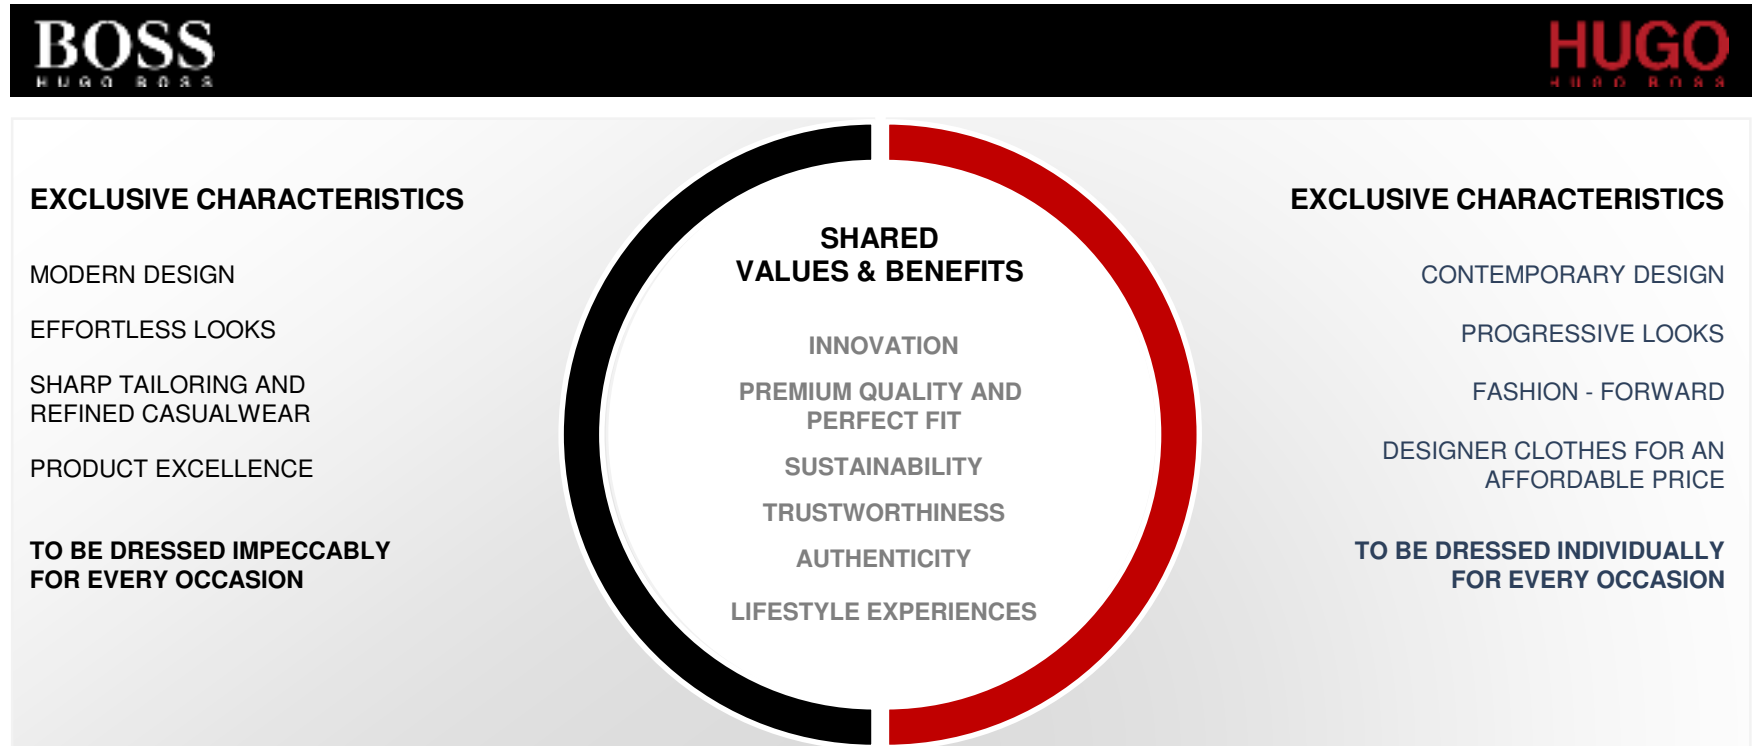 BOSS
HUGO BOSS
HUGO
HUGO BOSS
EXCLUSIVE CHARACTERISTICS
MODERN DESIGN
EFFORTLESS LOOKS
SHARP TAILORING AND
REFINED CASUALWEAR
PRODUCT EXCELLENCE
TO BE DRESSED IMPECCABLY
FOR EVERY OCCASION
SHARED
VALUES & BENEFITS
INNOVATION
PREMIUM QUALITY AND
PERFECT FIT
SUSTAINABILITY
TRUSTWORTHINESS
AUTHENTICITY
LIFESTYLE EXPERIENCES
EXCLUSIVE CHARACTERISTICS
CONTEMPORARY DESIGN
PROGRESSIVE LOOKS
FASHION - FORWARD
DESIGNER CLOTHES FOR AN
AFFORDABLE PRICE
TO BE DRESSED INDIVIDUALLY
FOR EVERY OCCASION